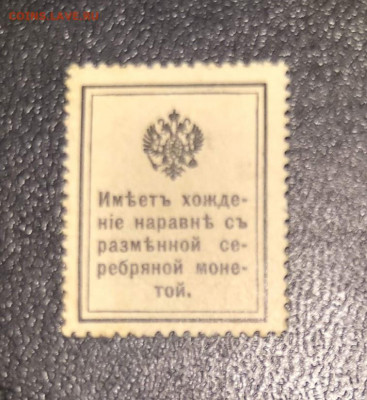 Имѣетъ хожде-
ніе наравнѣ съ
размѣнной се-
ребряной моне-
той.